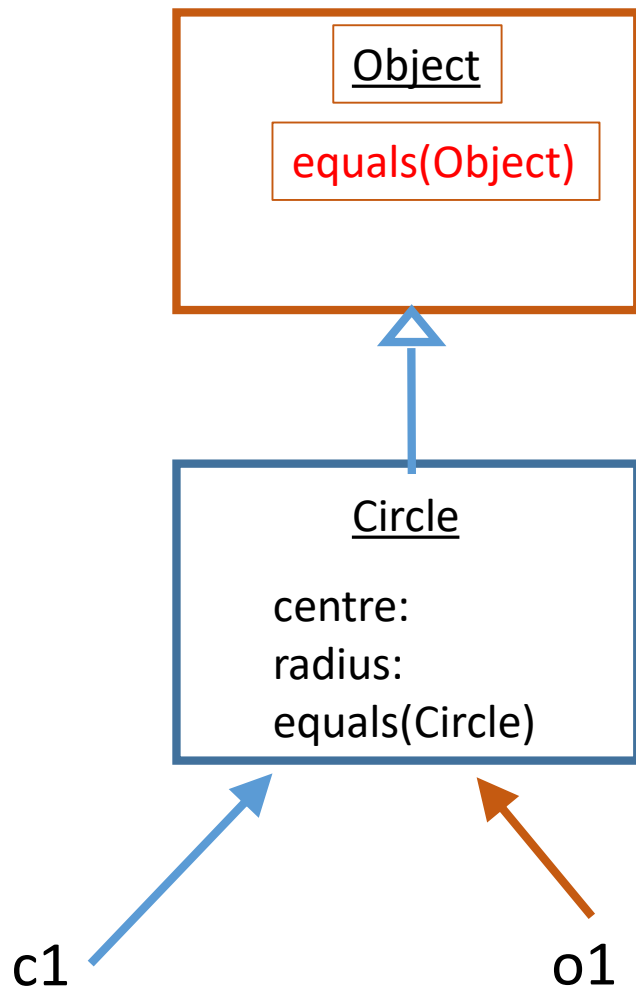 Object
equals(Object)
Circle
centre:
radius:
equals(Circle)
c1
o1